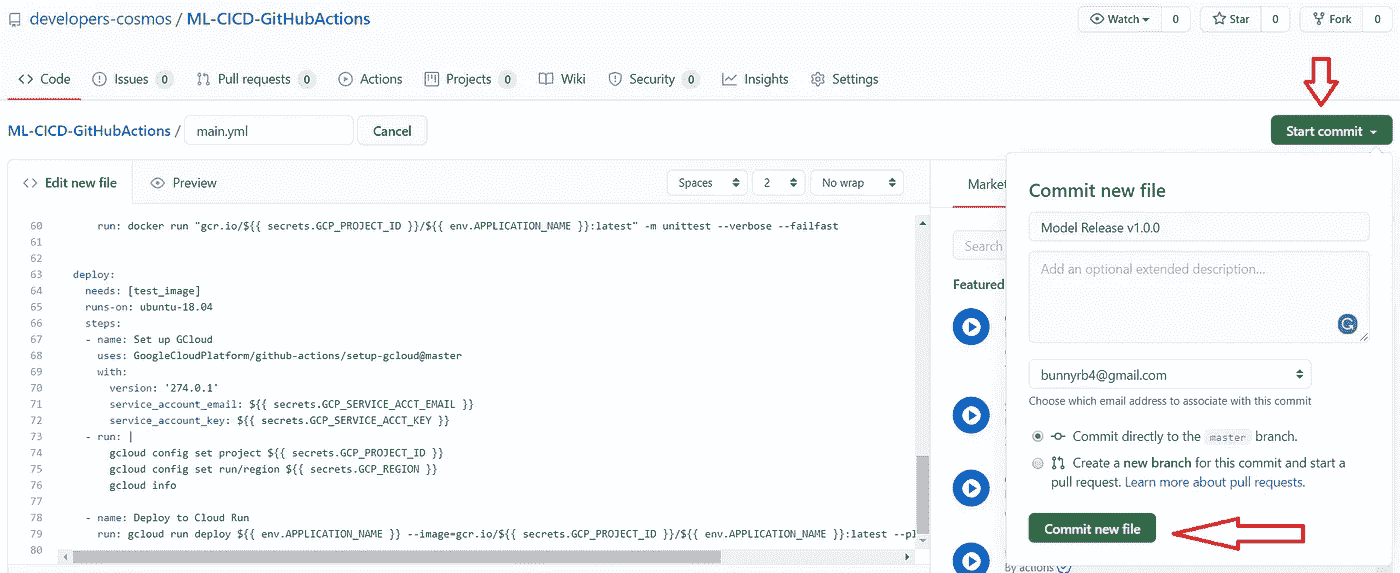 developers-cosmos / ML-CICD-GitHubActions
Watch 0 Star 0 Fork 0
Code Issues 0 Pull requests 0 Actions Projects 0 Wiki Security 0 Insights Settings
ML-CICD-GitHubActions / main.yml Cancel
Start commit
Edit new file Preview
Spaces 2 No wrap
60 run: docker run "gcr.io/${{ secrets.GCP_PROJECT_ID }}/${{ env.APPLICATION_NAME }}:latest" -m unittest --verbose --failfast
61
62
63 deploy:
64 needs: [test_image]
65 runs-on: ubuntu-18.04
66 steps:
67 - name: Set up GCloud
68 uses: GoogleCloudPlatform/github-actions/setup-gcloud@master
69 with:
70 version: '274.0.1'
71 service_account_email: ${{ secrets.GCP_SERVICE_ACCT_EMAIL }}
72 service_account_key: ${{ secrets.GCP_SERVICE_ACCT_KEY }}
73 - run: |
74 gcloud config set project ${{ secrets.GCP_PROJECT_ID }}
75 gcloud config set run/region ${{ secrets.GCP_REGION }}
76 gcloud info
77
78 - name: Deploy to Cloud Run
79 run: gcloud run deploy ${{ env.APPLICATION_NAME }} --image=gcr.io/${{ secrets.GCP_PROJECT_ID }}/${{ env.APPLICATION_NAME }}:latest --pl
80
Market
Search
Featured
By actions
Commit new file
Model Release v1.0.0
Add an optional extended description...
bunnyrb4@gmail.com
Choose which email address to associate with this commit
Commit directly to the master branch.
Create a new branch for this commit and start a
pull request. Learn more about pull requests.
Commit new file